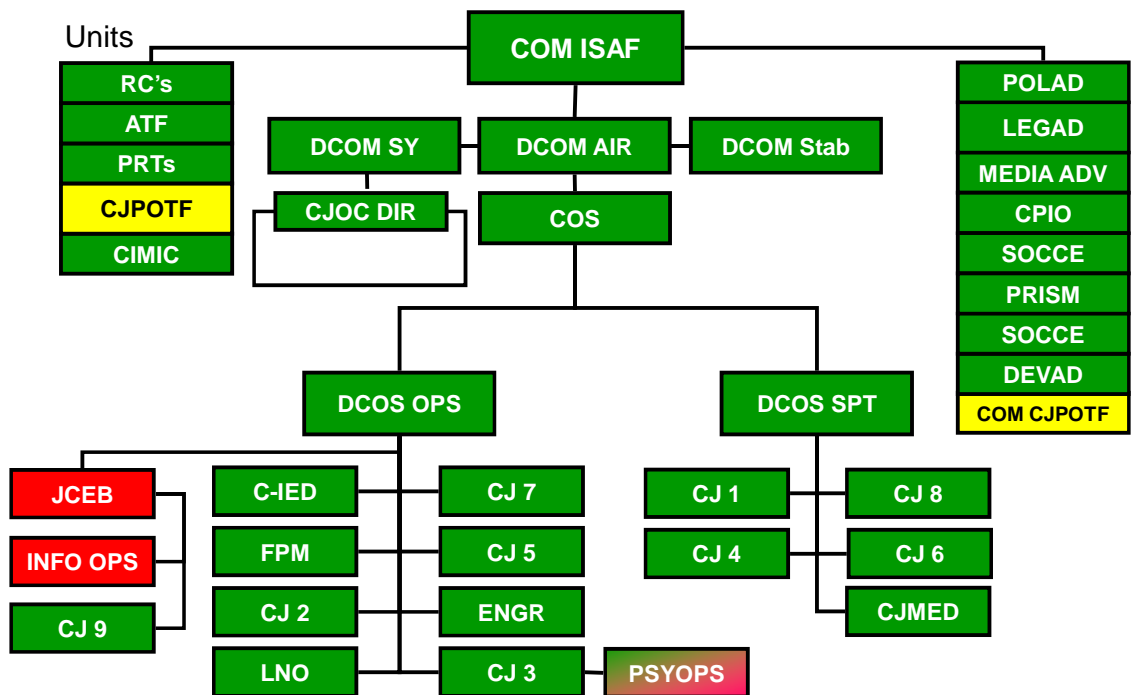 Units
COM ISAF
RC's
ATF
PRTs
CJPOTF
CIMIC
DCOM SY
DCOM AIR
DCOM Stab
CJOC DIR
COS
POLAD
LEGAD
MEDIA ADV
CPIO
SOCCE
PRISM
SOCCE
DEVAD
COM CJPOTF
DCOS OPS
DCOS SPT
JCEB
INFO OPS
CJ 9
C-IED
CJ 7
FPM
CJ 5
CJ 2
ENGR
LNO
CJ 3
PSYOPS
CJ 1
CJ 8
CJ 4
CJ 6
CJMED